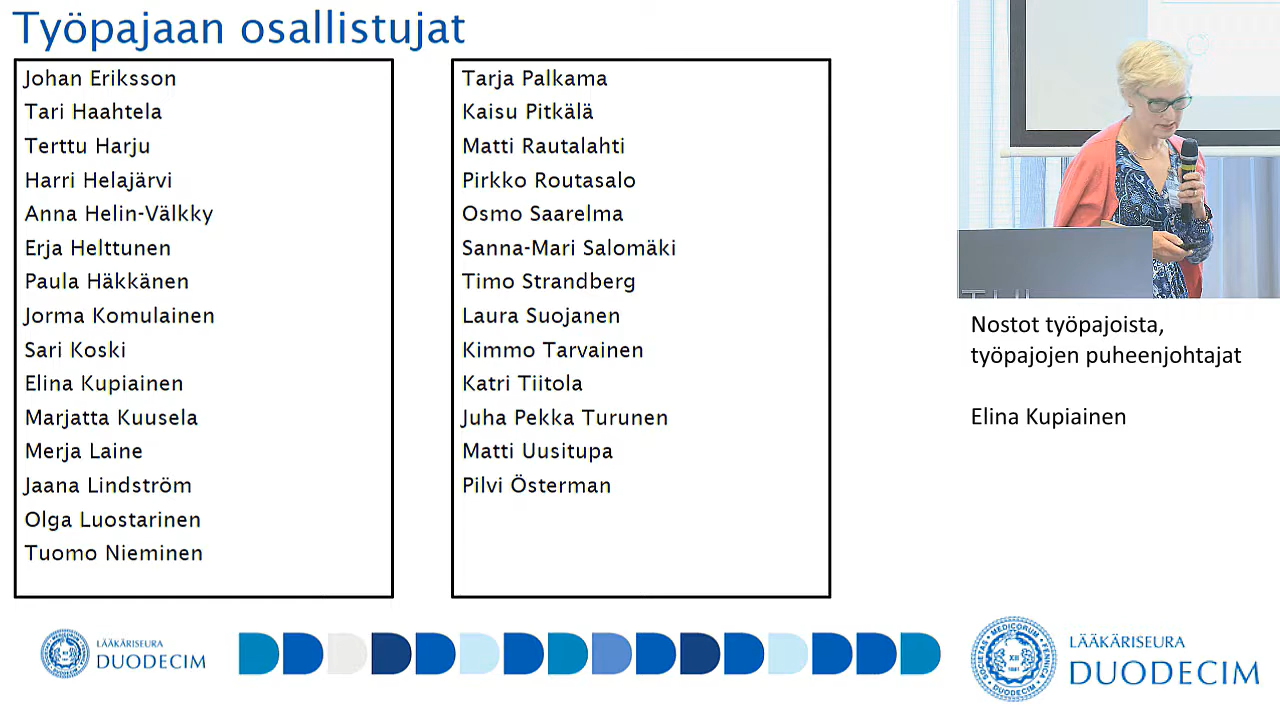 Työpajaan osallistujat
Johan Eriksson
Tari Haahtela
Terttu Harju
Harri Helajärvi
Anna Helin-Välkky
Erja Helttunen
Paula Häkkänen
Jorma Komulainen
Sari Koski
Elina Kupiainen
Marjatta Kuusela
Merja Laine
Jaana Lindström
Olga Luostarinen
Tuomo Nieminen
Tarja Palkama
Kaisu Pitkälä
Matti Rautalahti
Pirkko Routasalo
Osmo Saarelma
Sanna-Mari Salomäki
Timo Strandberg
Laura Suojanen
Kimmo Tarvainen
Katri Tiitola
Juha Pekka Turunen
Matti Uusitupa
Pilvi Österman
Nostot työpajoista,
työpajojen puheenjohtajat
Elina Kupiainen
LÄÄKÄRISEURA
DUODECIM
LÄÄKÄRISEURA
DUODECIM